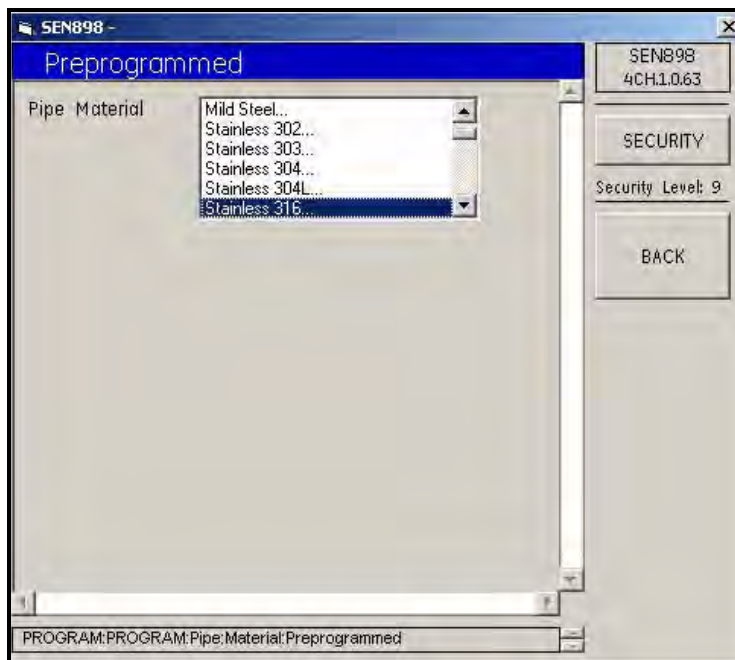 SEN898 -
Preprogrammed
Pipe Material
Mild Steel...
Stainless 302...
Stainless 303...
Stainless 304...
Stainless 304L...
Stainless 316...
SEN898
4CH.1.0.63
SECURITY
Security Level: 9
BACK
PROGRAM:PROGRAM:Pipe:Material:Preprogrammed